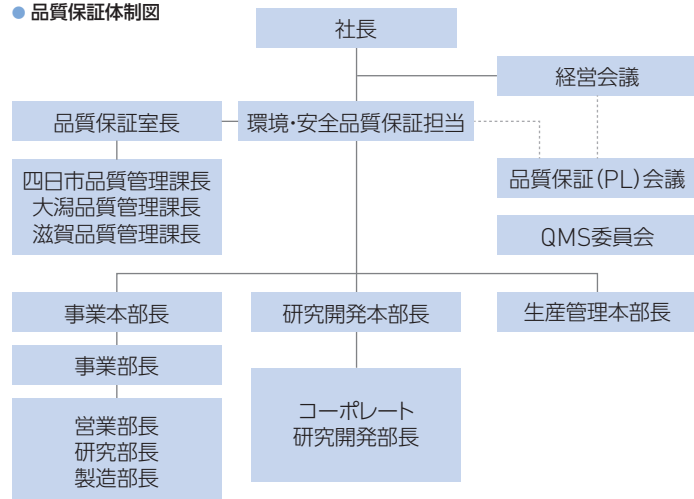 ● 品質保証体制図
社長
経営会議
品質保証室長
環境・安全品質保証担当
四日市品質管理課長
大潟品質管理課長
滋賀品質管理課長
品質保証(PL)会議
QMS委員会
事業本部長
研究開発本部長
生産管理本部長
事業部長
営業部長
研究部長
製造部長
コーポレート
研究開発部長